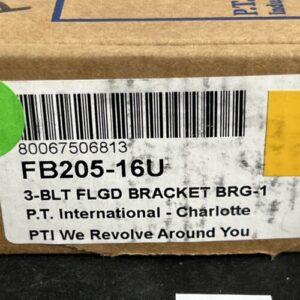 P.T.
80067506813
FB205-16U
3-BLT FLGD BRACKET BRG-1
P.T. International - Charlotte
PTI We Revolve Around You